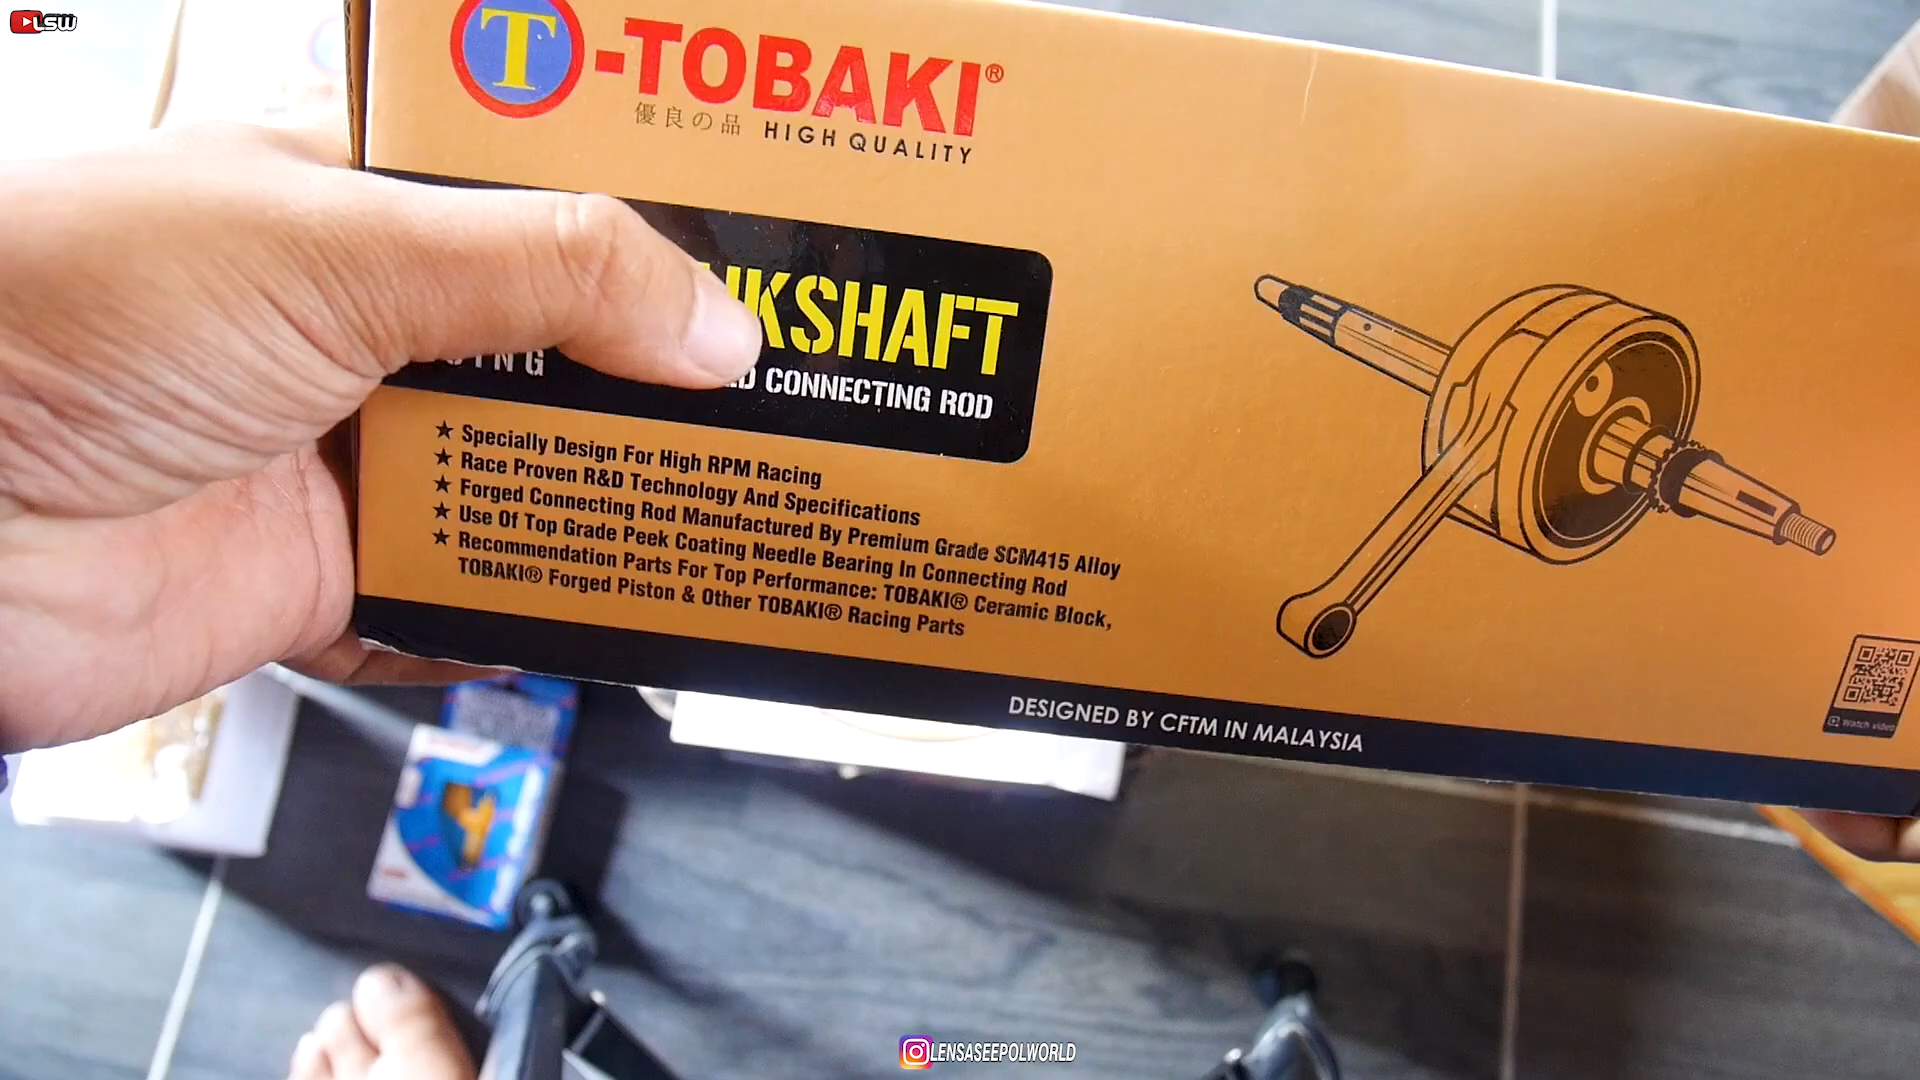 LSW
T-TOBAKI®
優良の品 HIGH QUALITY
KSHAFT
CONNECTING ROD
★ Specially Design For High RPM Racing
★ Race Proven R&D Technology And Specifications
★ Forged Connecting Rod Manufactured By Premium Grade SCM415 Alloy
★ Use Of Top Grade Peek Coating Needle Bearing In Connecting Rod
★ Recommendation Parts For Top Performance: TOBAKI® Ceramic Block,
TOBAKI® Forged Piston & Other TOBAKI® Racing Parts
DESIGNED BY CFTM IN MALAYSIA
Watch video
LENSASEEPOLWORLD